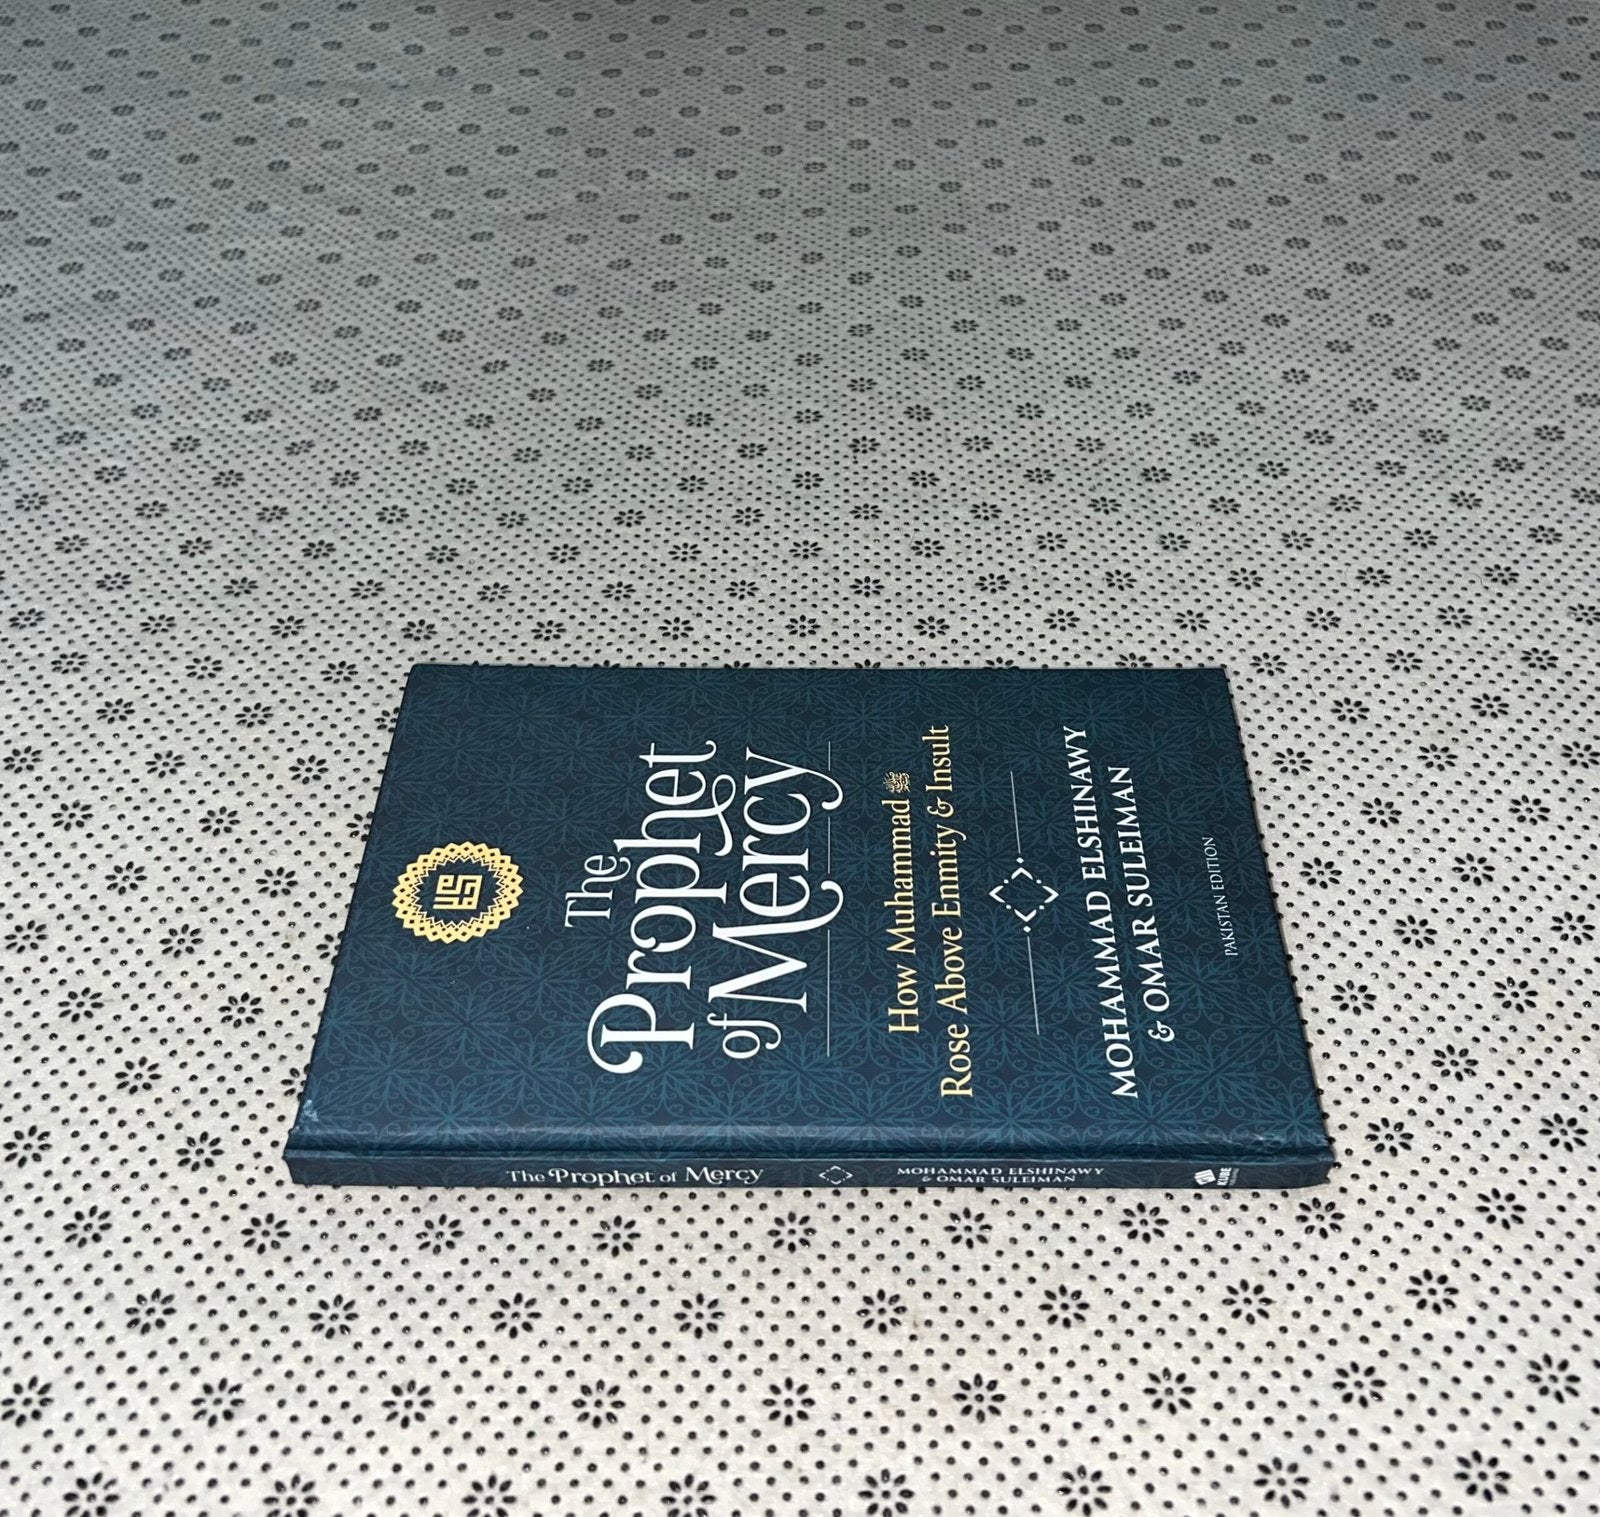 The
Prophet
of Mercy
How Muhammad ﷺ
Rose Above Enmity & Insult
MOHAMMAD ELSHINAWY
& OMAR SULEIMAN
PAKISTAN EDITION
The Prophet of Mercy
MOHAMMAD ELSHINAWY
& OMAR SULEIMAN
KUBE